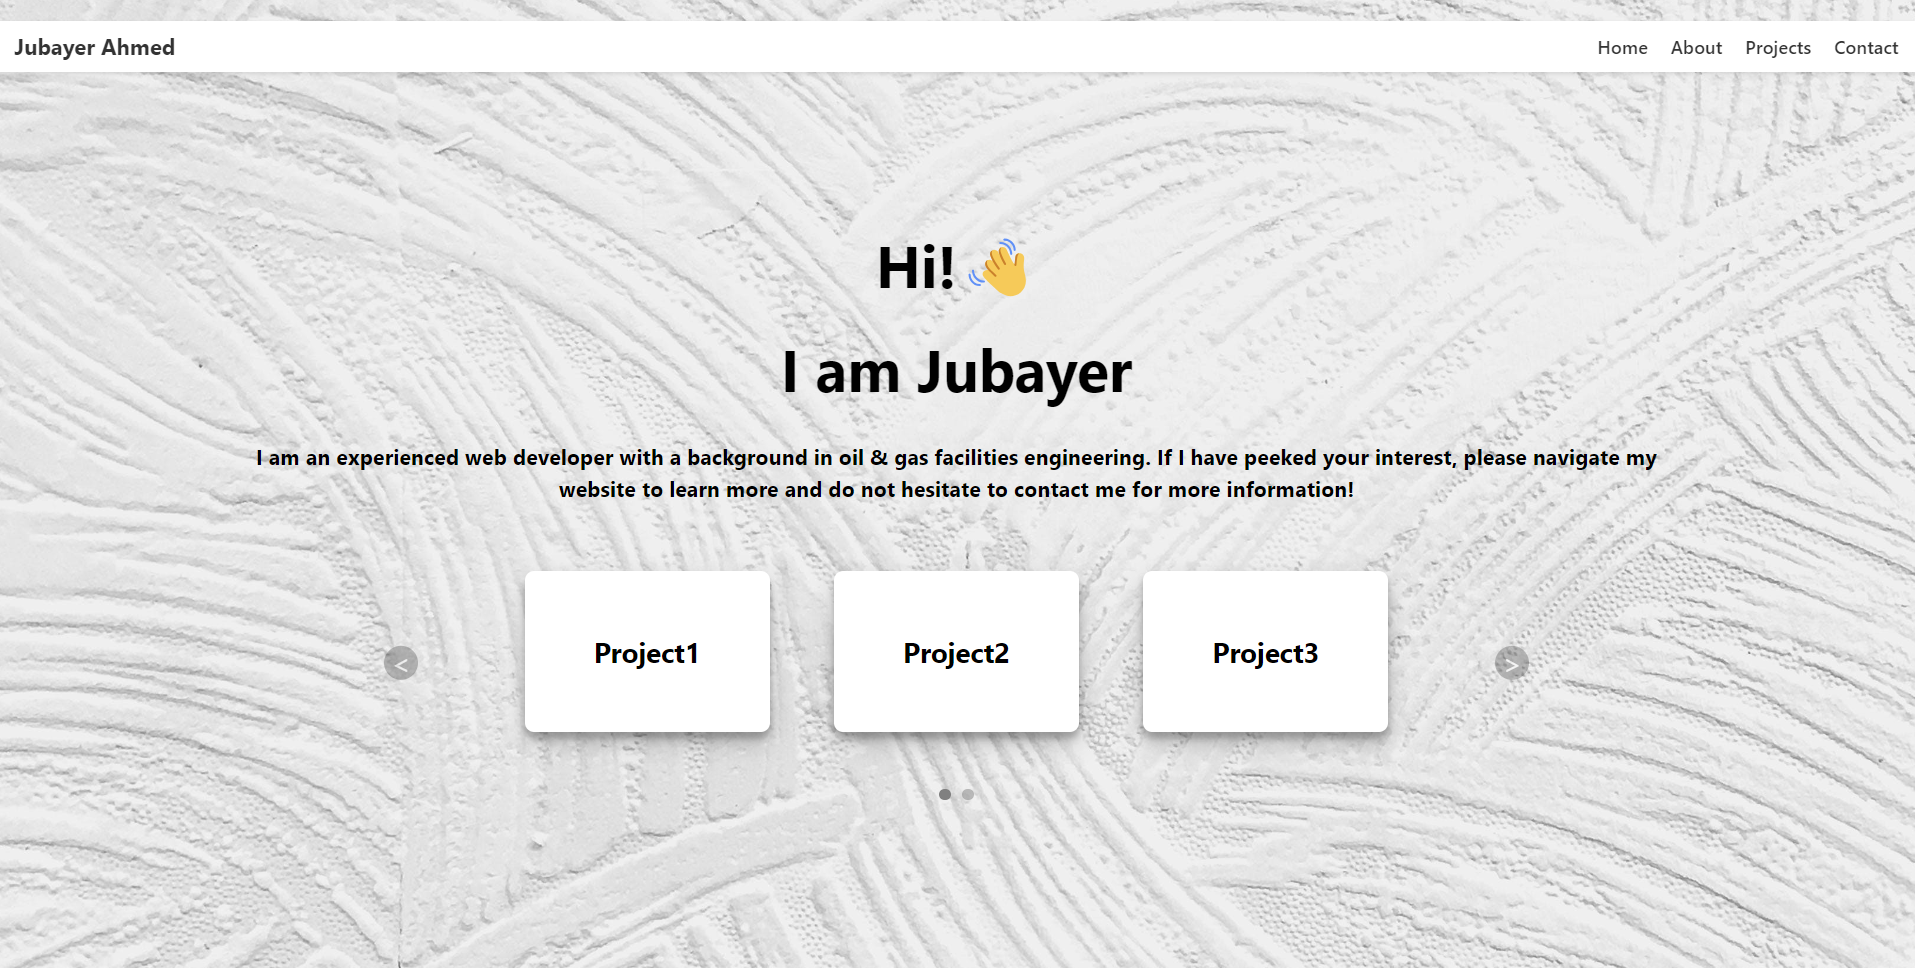 Jubayer Ahmed
Home About Projects Contact
Hi! 👋
I am Jubayer
I am an experienced web developer with a background in oil & gas facilities engineering. If I have peeked your interest, please navigate my
website to learn more and do not hesitate to contact me for more information!
< Project1 Project2 Project3 >